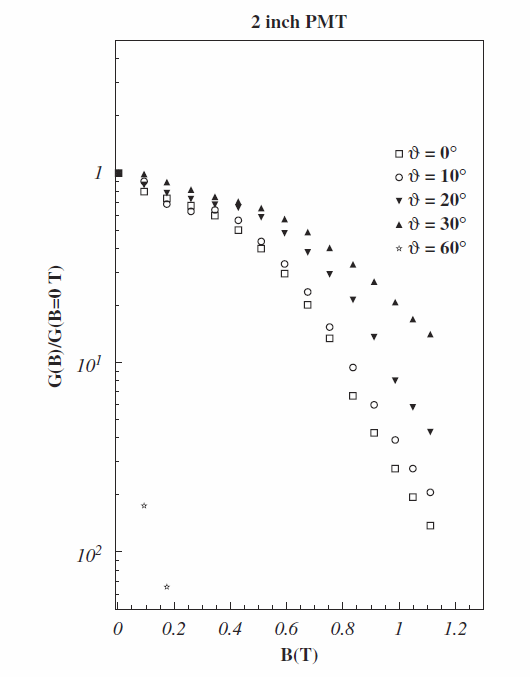 2 inch PMT
ϑ = 0°
ϑ = 10°
ϑ = 20°
ϑ = 30°
ϑ = 60°
G(B)/G(B=0 T)
1
10¹
10²
0 0.2 0.4 0.6 0.8 1 1.2
B(T)